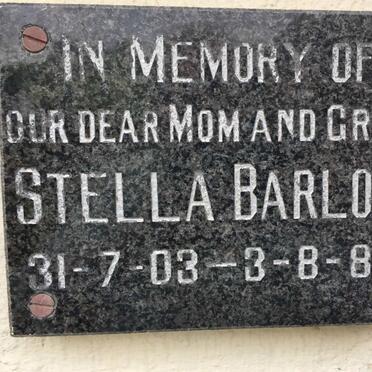 IN MEMORY OF
OUR DEAR MOM AND GR
STELLA BARLO
31-7-03-3-8-8